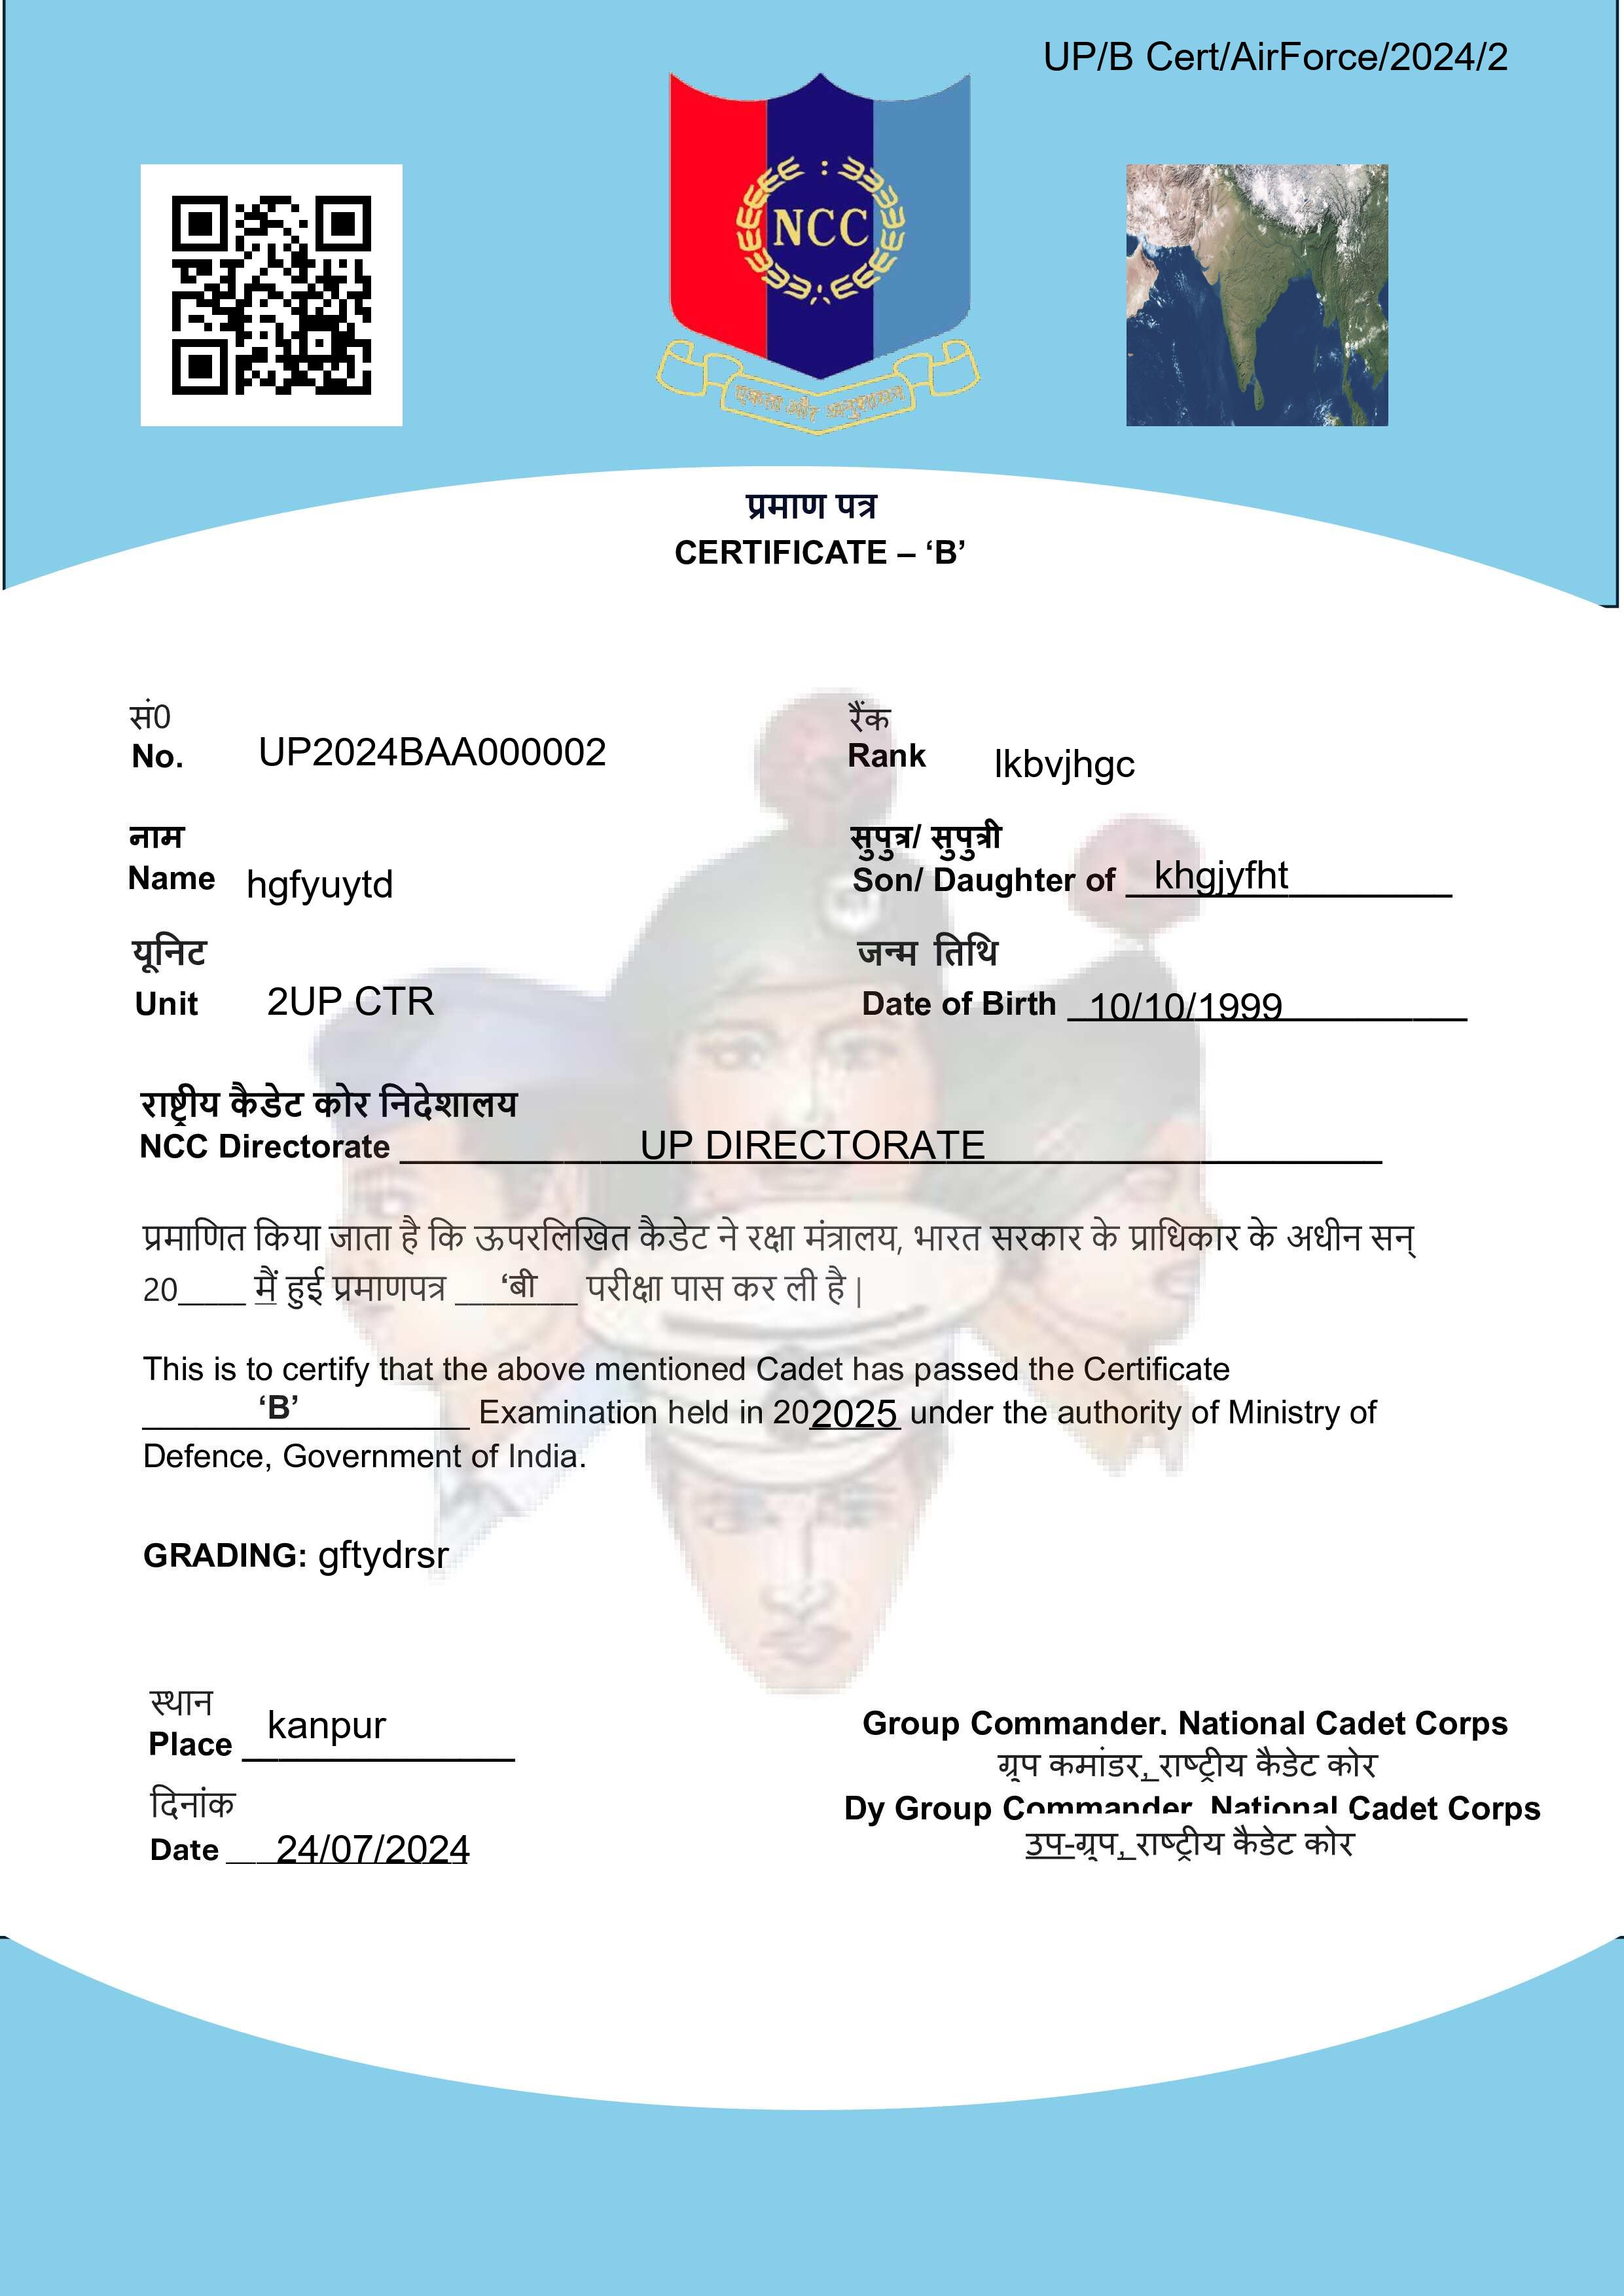 UP/B Cert/AirForce/2024/2
NCC
एकता और अनुशासन
प्रमाण पत्र
CERTIFICATE – ‘B’
सं0
No. UP2024BAA000002
रैंक
Rank lkbvjhgc
नाम
Name hgfyuytd
सुपुत्र/ सुपुत्री
Son/ Daughter of khgjyfht
यूनिट
Unit 2UP CTR
जन्म तिथि
Date of Birth 10/10/1999
राष्ट्रीय कैडेट कोर निदेशालय
NCC Directorate UP DIRECTORATE
प्रमाणित किया जाता है कि ऊपरलिखित कैडेट ने रक्षा मंत्रालय, भारत सरकार के प्राधिकार के अधीन सन्
20____ में हुई प्रमाणपत्र ‘बी परीक्षा पास कर ली है |
This is to certify that the above mentioned Cadet has passed the Certificate
‘B’ Examination held in 202025 under the authority of Ministry of
Defence, Government of India.
GRADING: gftydrsr
स्थान
Place kanpur
दिनांक
Date 24/07/2024
Group Commander, National Cadet Corps
ग्रुप कमांडर, राष्ट्रीय कैडेट कोर
Dy Group Commander, National Cadet Corps
उप-ग्रुप, राष्ट्रीय कैडेट कोर